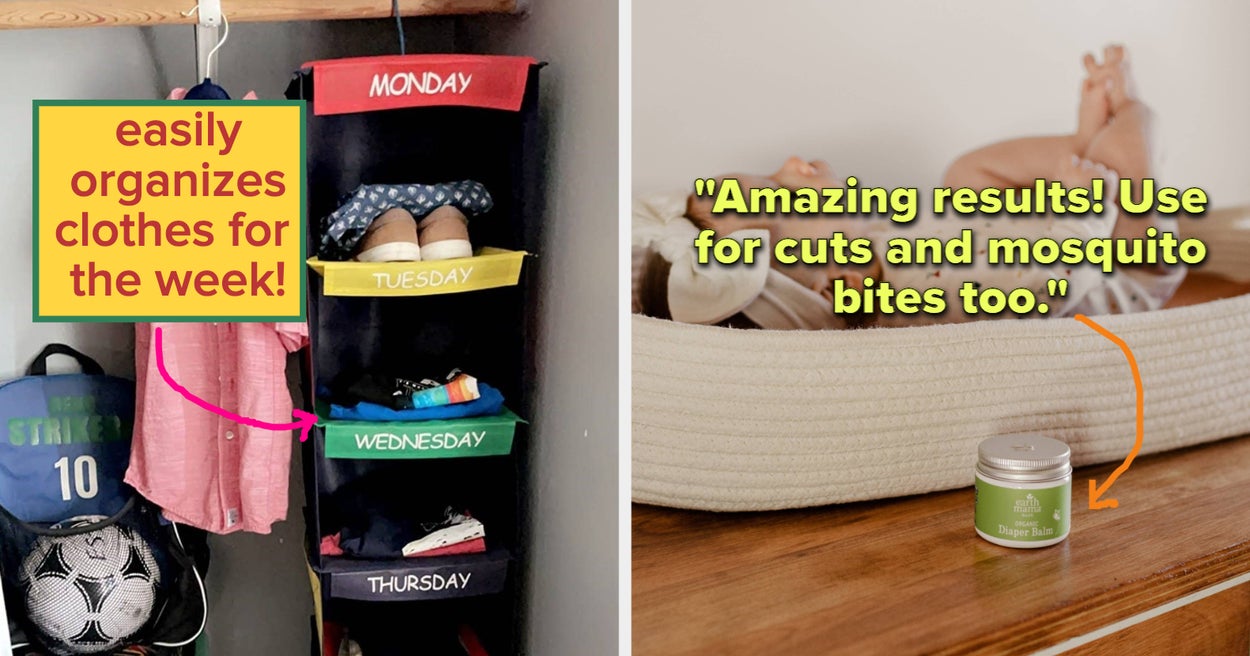 easily
organizes
clothes for
the week!
MONDAY
TUESDAY
WEDNESDAY
THURSDAY
STRIKER
10
"Amazing results! Use
for cuts and mosquito
bites too."
earth
mama
ORGANIC
Diaper Balm